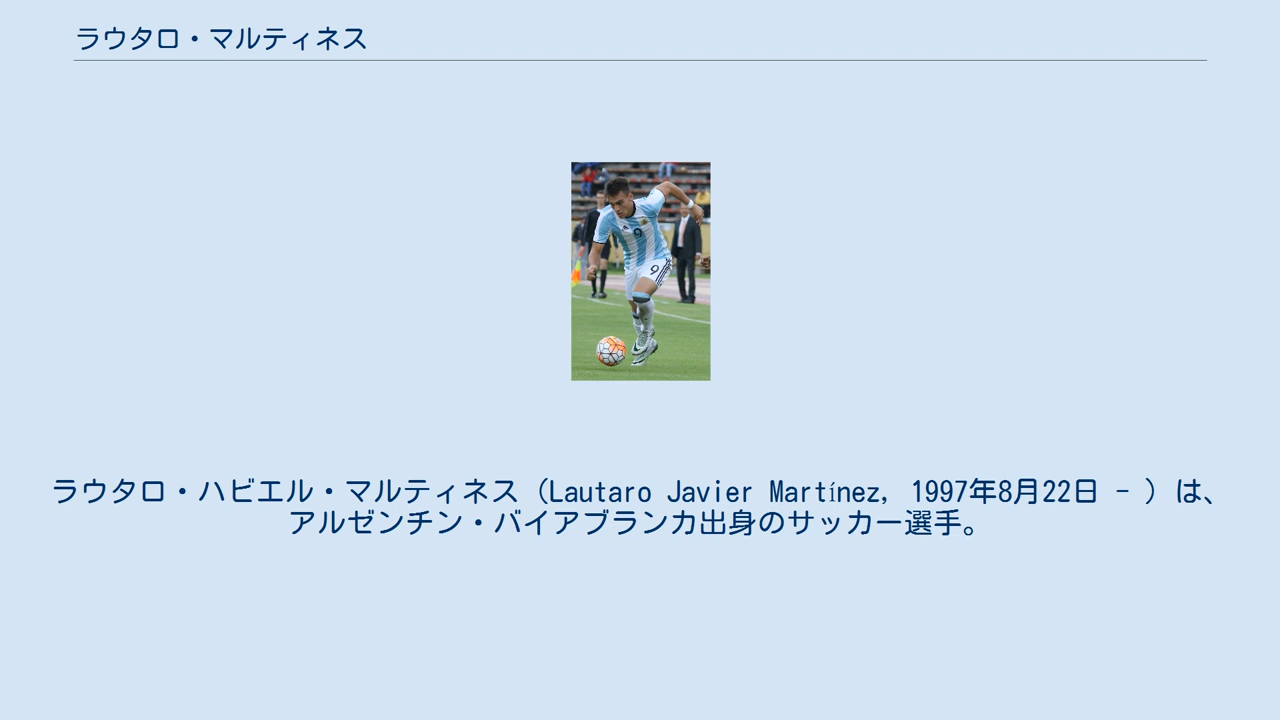 ラウタロ・マルティネス
9
9
ラウタロ・ハビエル・マルティネス（Lautaro Javier Martínez, 1997年8月22日 - ）は、
アルゼンチン・バイアブランカ出身のサッカー選手。